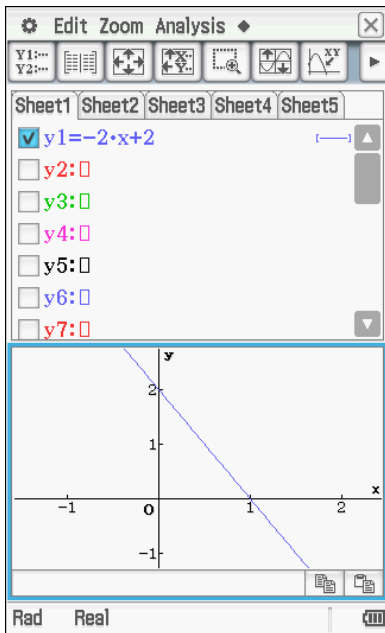 Edit Zoom Analysis
Y1:… Y2:… XY
Sheet1 Sheet2 Sheet3 Sheet4 Sheet5
y1=-2·x+2
y2:
y3:
y4:
y5:
y6:
y7:
y
2
1
x
-1 O 1 2
-1
Rad Real